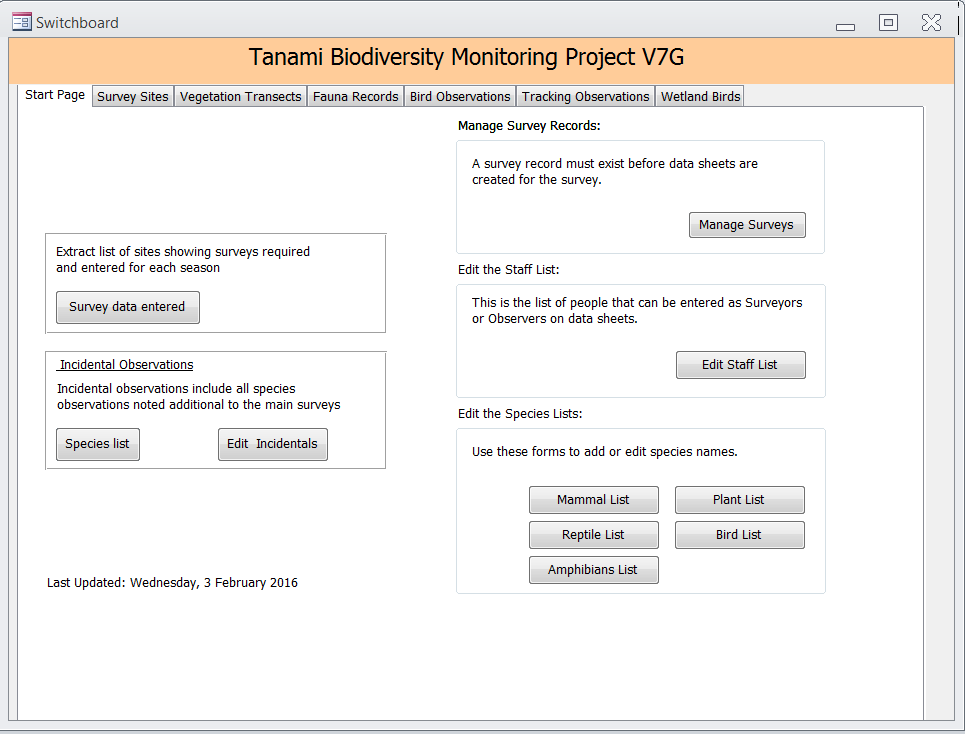 Switchboard
Tanami Biodiversity Monitoring Project V7G
Start Page
Survey Sites
Vegetation Transects
Fauna Records
Bird Observations
Tracking Observations
Wetland Birds
Extract list of sites showing surveys required
and entered for each season
Survey data entered
Incidental Observations
Incidental observations include all species
observations noted additional to the main surveys
Species list
Edit Incidentals
Last Updated: Wednesday, 3 February 2016
Manage Survey Records:
A survey record must exist before data sheets are
created for the survey.
Manage Surveys
Edit the Staff List:
This is the list of people that can be entered as Surveyors
or Observers on data sheets.
Edit Staff List
Edit the Species Lists:
Use these forms to add or edit species names.
Mammal List
Plant List
Reptile List
Bird List
Amphibians List